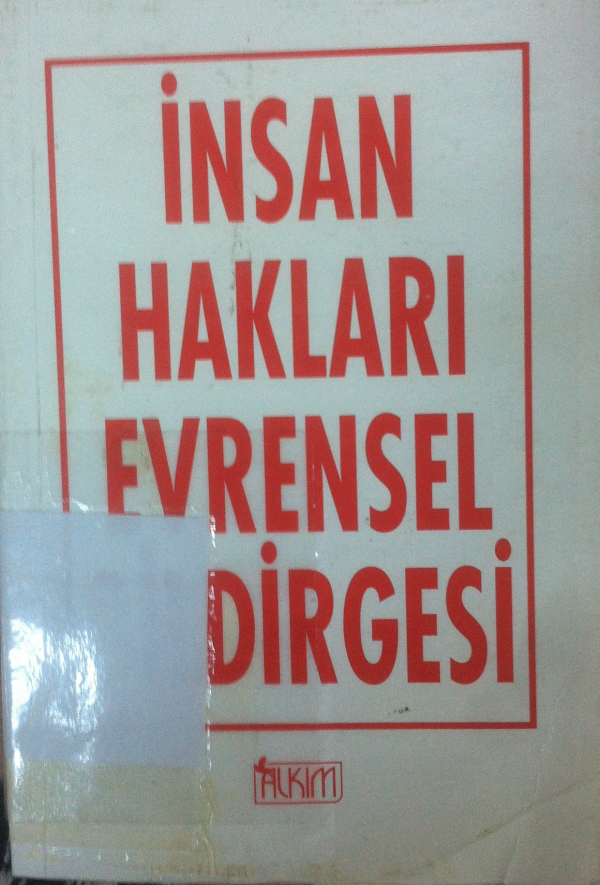 İNSAN
HAKLARI
EVRENSEL
DİRGESİ
ALKIM